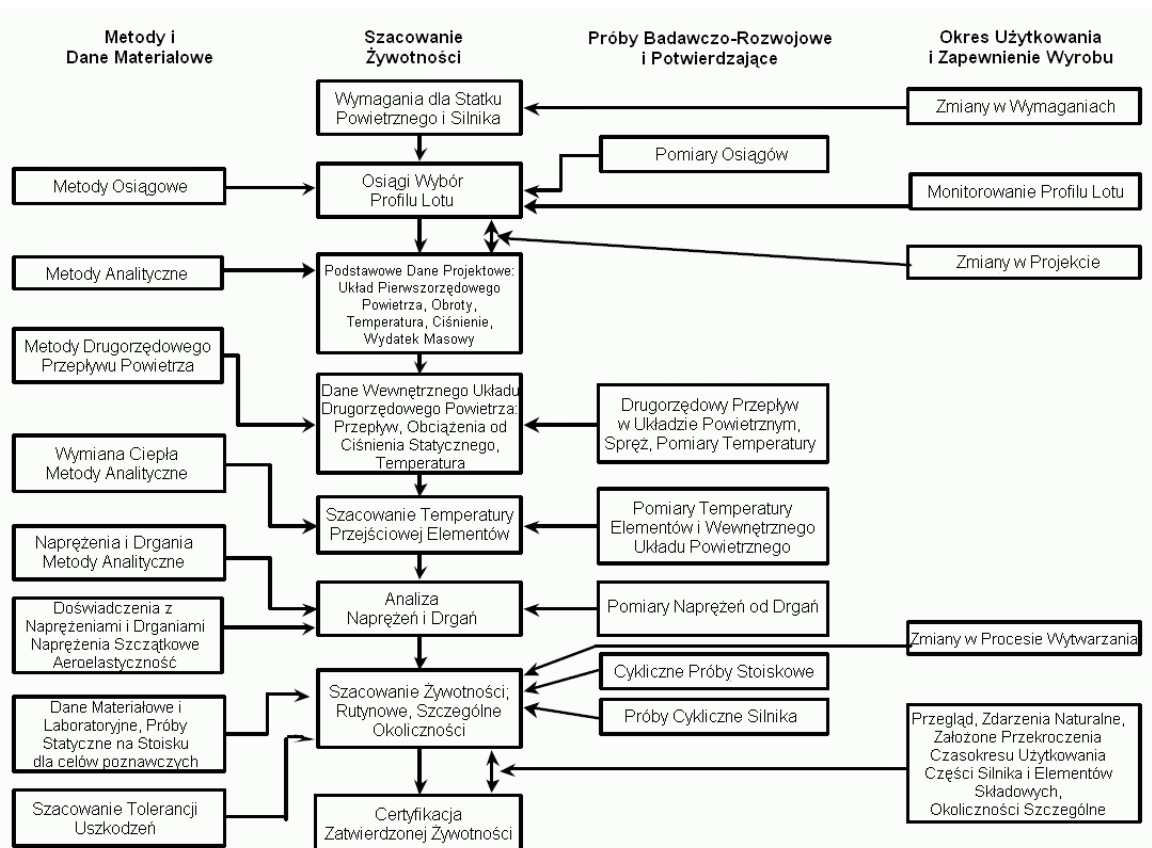 Metody i
Dane Materiałowe
Szacowanie
Żywotności
Próby Badawczo-Rozwojowe
i Potwierdzające
Okres Użytkowania
i Zapewnienie Wyrobu
Wymagania dla Statku
Powietrznego i Silnika
Zmiany w Wymaganiach
Pomiary Osiągów
Metody Osiągowe
Osiągi Wybór
Profilu Lotu
Monitorowanie Profilu Lotu
Metody Analityczne
Podstawowe Dane Projektowe:
Układ Pierwszorzędowego
Powietrza, Obroty,
Temperatura, Ciśnienie,
Wydatek Masowy
Zmiany w Projekcie
Metody Drugorzędowego
Przepływu Powietrza
Dane Wewnętrznego Układu
Drugorzędowego Powietrza:
Przepływ, Obciążenia od
Ciśnienia Statycznego,
Temperatura
Drugorzędowy Przepływ
w Układzie Powietrznym,
Spręż, Pomiary Temperatury
Wymiana Ciepła
Metody Analityczne
Szacowanie Temperatury
Przejściowej Elementów
Pomiary Temperatury
Elementów i Wewnętrznego
Układu Powietrznego
Naprężenia i Drgania
Metody Analityczne
Analiza
Naprężeń i Drgań
Pomiary Naprężeń od Drgań
Doświadczenia z
Naprężeniami i Drganiami
Naprężenia Szczątkowe
Aeroelastyczność
Zmiany w Procesie Wytwarzania
Szacowanie Żywotności;
Rutynowe, Szczególne
Okoliczności
Cykliczne Próby Stoiskowe
Próby Cykliczne Silnika
Dane Materiałowe i
Laboratoryjne, Próby
Statyczne na Stoisku
dla celów poznawczych
Przegląd, Zdarzenia Naturalne,
Założone Przekroczenia
Czasokresu Użytkowania
Części Silnika i Elementów
Składowych,
Okoliczności Szczególne
Szacowanie Tolerancji
Uszkodzeń
Certyfikacja
Zatwierdzonej Żywotności